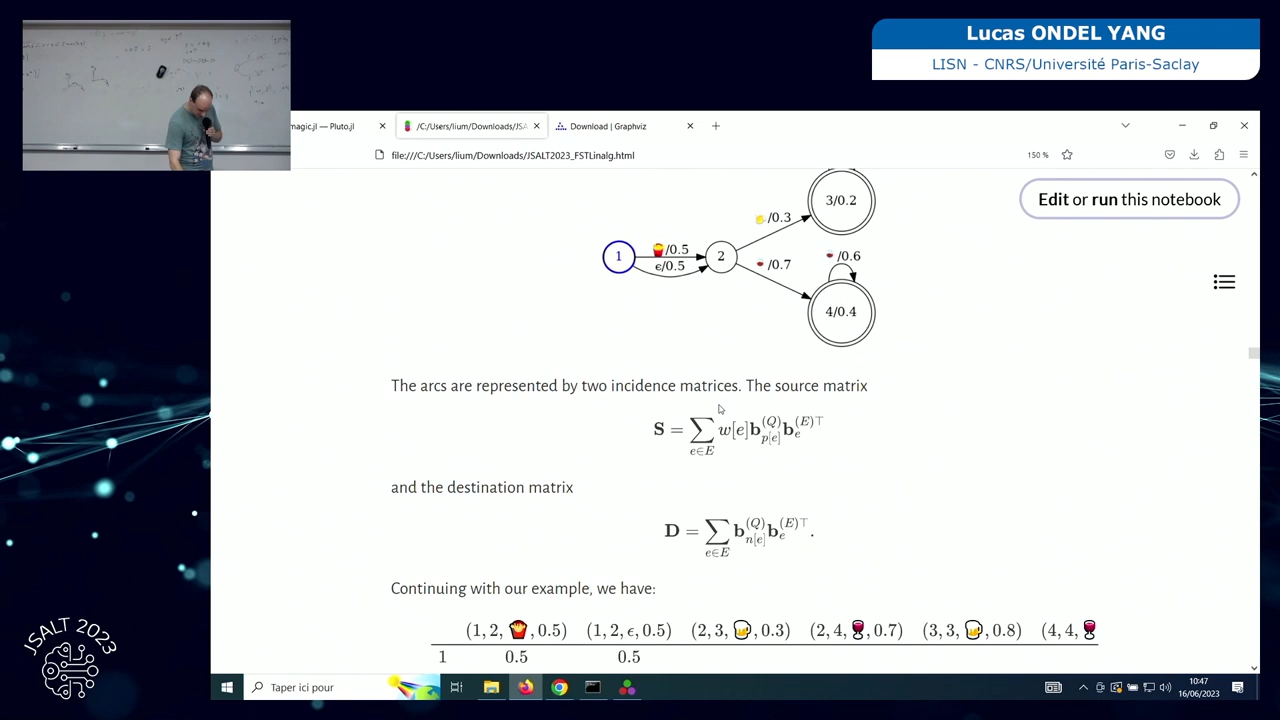 Lucas ONDEL YANG
LISN - CNRS/Université Paris-Saclay
magic.jl — Pluto.jl
/C:/Users/lium/Downloads/JSA
Download | Graphviz
file:///C:/Users/lium/Downloads/JSALT2023_FSTLinalg.html
150 %
Edit or run this notebook
3/0.2
🍺/0.3
1
🍟/0.5
ϵ/0.5
2
🍷/0.7
🍷/0.6
4/0.4
The arcs are represented by two incidence matrices. The source matrix
S = ∑_{e∈E} w[e]b_{p[e]}^{(Q)}b_e^{(E)⊤}
and the destination matrix
D = ∑_{e∈E} b_{n[e]}^{(Q)}b_e^{(E)⊤}.
Continuing with our example, we have:
(1, 2, 🍟, 0.5) (1, 2, ϵ, 0.5) (2, 3, 🍺, 0.3) (2, 4, 🍷, 0.7) (3, 3, 🍺, 0.8) (4, 4, 🍷
1 0.5 0.5
JSALT 2023
Taper ici pour
10:47
16/06/2023